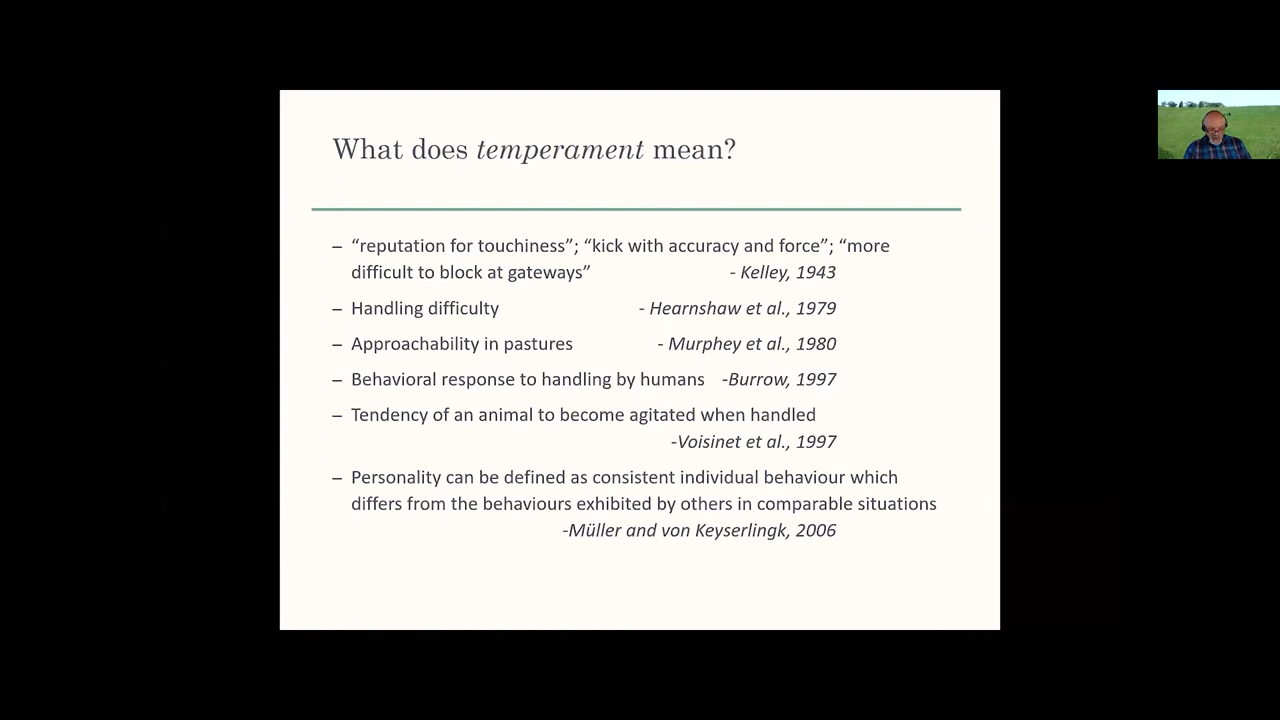 What does temperament mean?
– “reputation for touchiness”; “kick with accuracy and force”; “more
difficult to block at gateways” - Kelley, 1943
– Handling difficulty - Hearnshaw et al., 1979
– Approachability in pastures - Murphey et al., 1980
– Behavioral response to handling by humans -Burrow, 1997
– Tendency of an animal to become agitated when handled
-Voisinet et al., 1997
– Personality can be defined as consistent individual behaviour which
differs from the behaviours exhibited by others in comparable situations
-Müller and von Keyserlingk, 2006